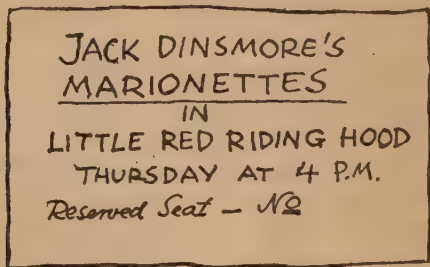 JACK DINSMORE'S
MARIONETTES
IN
LITTLE RED RIDING HOOD
THURSDAY AT 4 P.M.
Reserved Seat — No